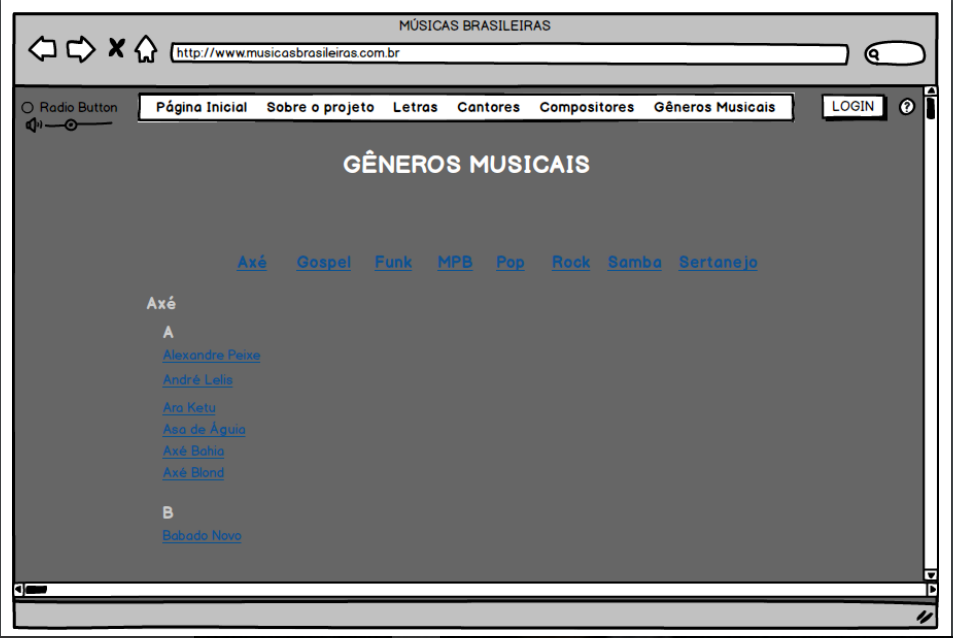 MÚSICAS BRASILEIRAS
http://www.musicasbrasileiras.com.br
Radio Button Página Inicial Sobre o projeto Letras Cantores Compositores Gêneros Musicais LOGIN ?
GÊNEROS MUSICAIS
Axé Gospel Funk MPB Pop Rock Samba Sertanejo
Axé
A
Alexandre Peixe
André Lelis
Ara Ketu
Asa de Águia
Axé Bahia
Axé Blond
B
Babado Novo